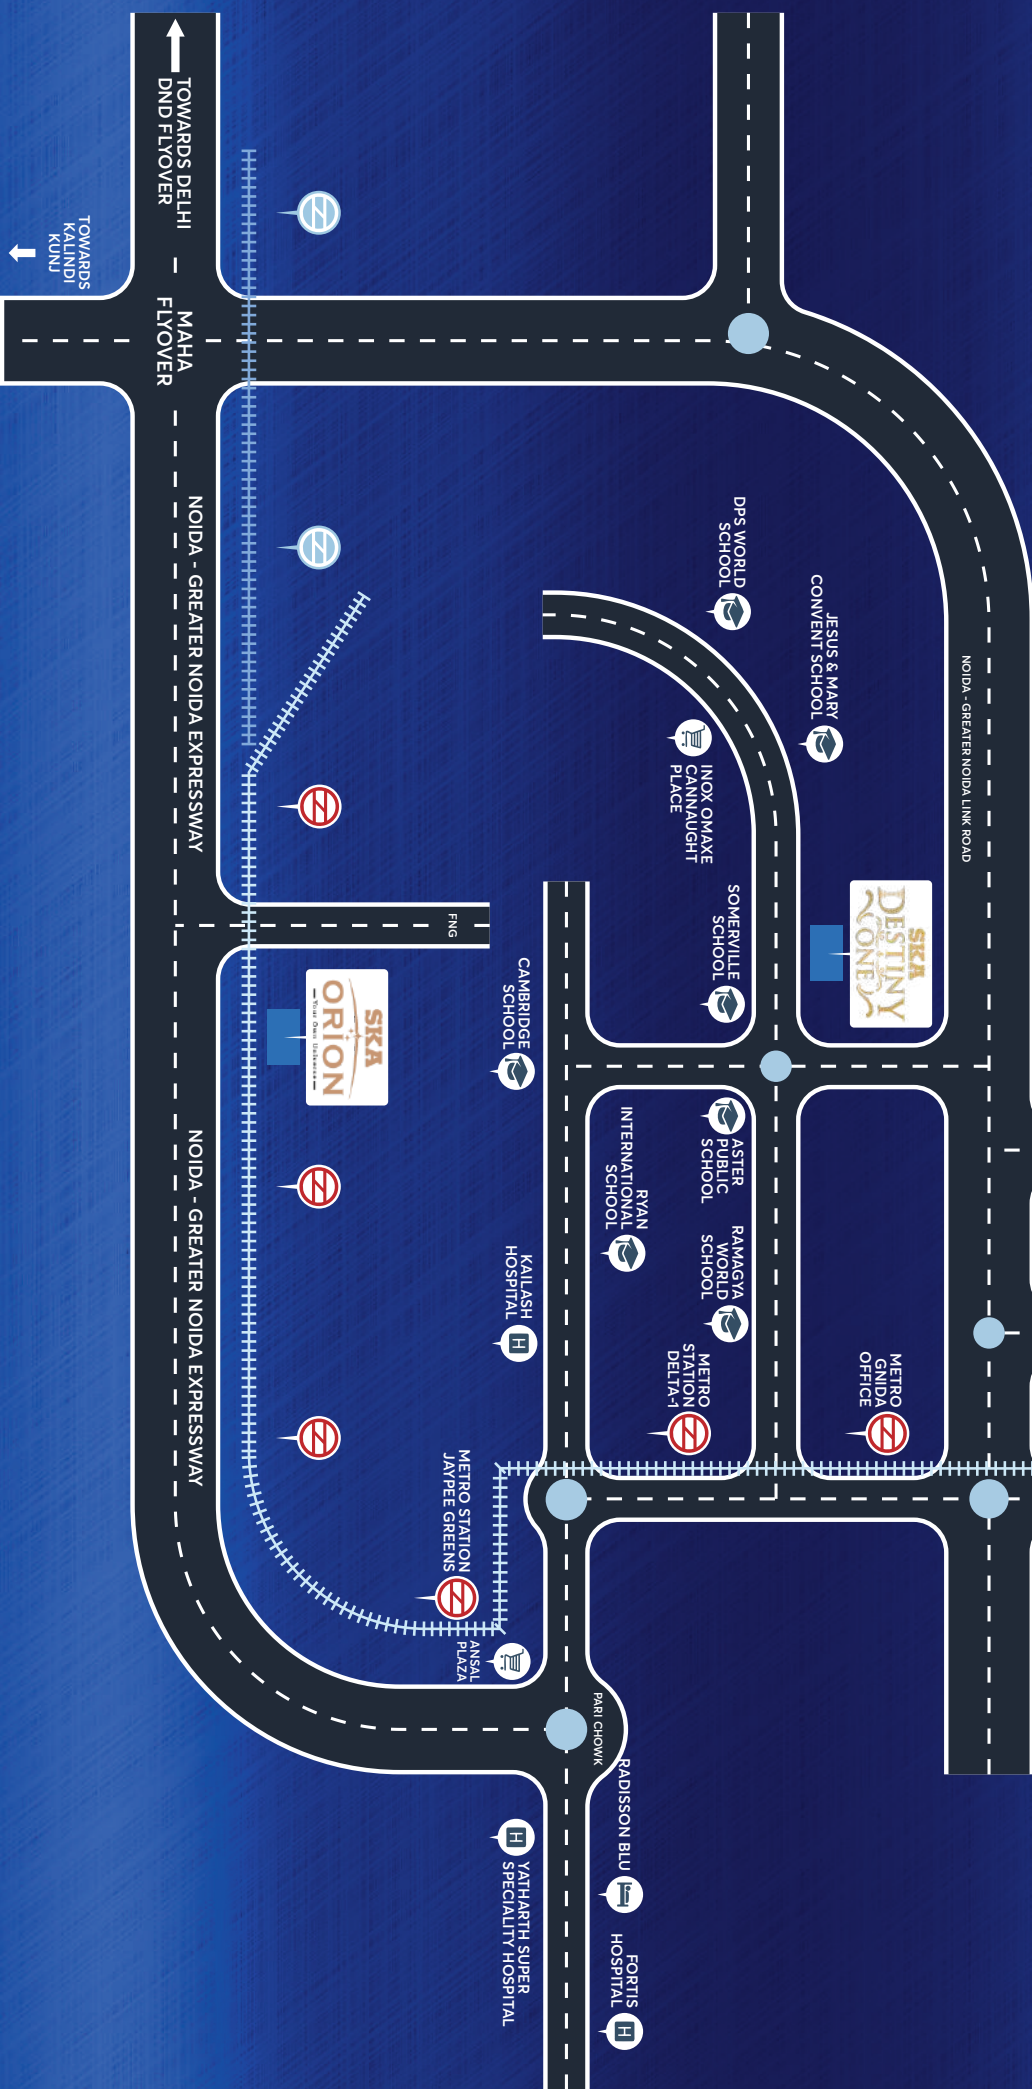 NOIDA - GREATER NOIDA LINK ROAD
SKA
DESTINY
ONE
JESUS & MARY
CONVENT SCHOOL
DPS WORLD
SCHOOL
INOX OMAXE
CANNAUGHT
PLACE
SOMERVILLE
SCHOOL
ASTER
PUBLIC
SCHOOL
RAMAGYA
WORLD
SCHOOL
METRO
GNIDA
OFFICE
METRO
STATION
DELTA-1
RYAN
INTERNATIONAL
SCHOOL
CAMBRIDGE
SCHOOL
KAILASH
HOSPITAL
H
METRO STATION
JAYPEE GREENS
ANSAL
PLAZA
PARI CHOWK
RADISSON BLU
FORTIS
HOSPITAL
H
H
YATHARTH SUPER
SPECIALITY HOSPITAL
FNG
SKA
ORION
Your Own Universe
TOWARDS DELHI
DND FLYOVER
MAHA
FLYOVER
NOIDA - GREATER NOIDA EXPRESSWAY
NOIDA - GREATER NOIDA EXPRESSWAY
TOWARDS
KALINDI
KUNJ